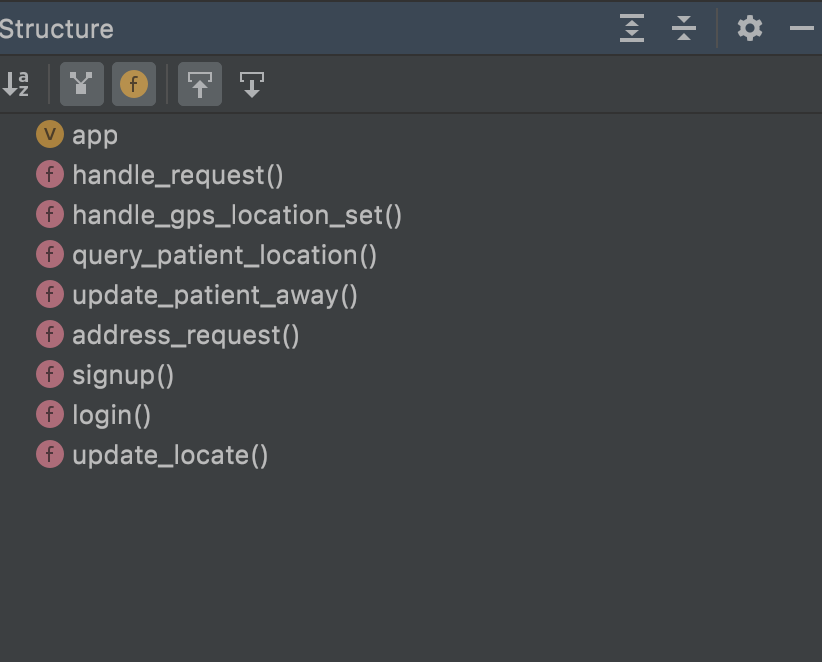 Structure
a
z
f
v app
f handle_request()
f handle_gps_location_set()
f query_patient_location()
f update_patient_away()
f address_request()
f signup()
f login()
f update_locate()